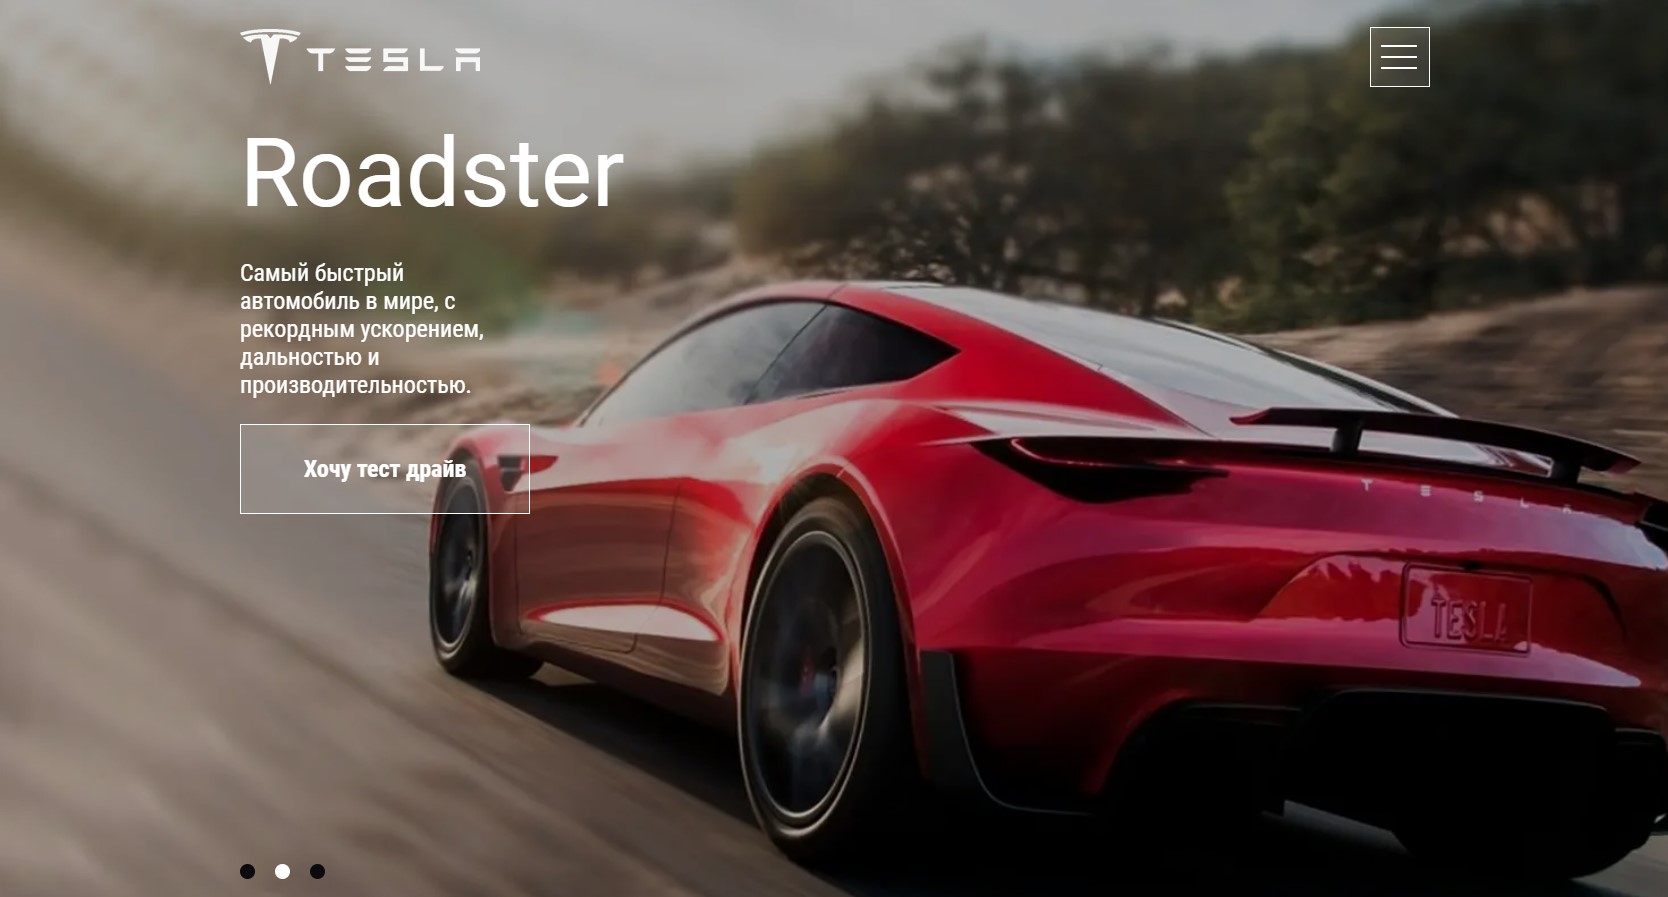 TESLA
Roadster
Самый быстрый
автомобиль в мире, с
рекордным ускорением,
дальностью и
производительностью.
Хочу тест драйв
TESLA
TESLA